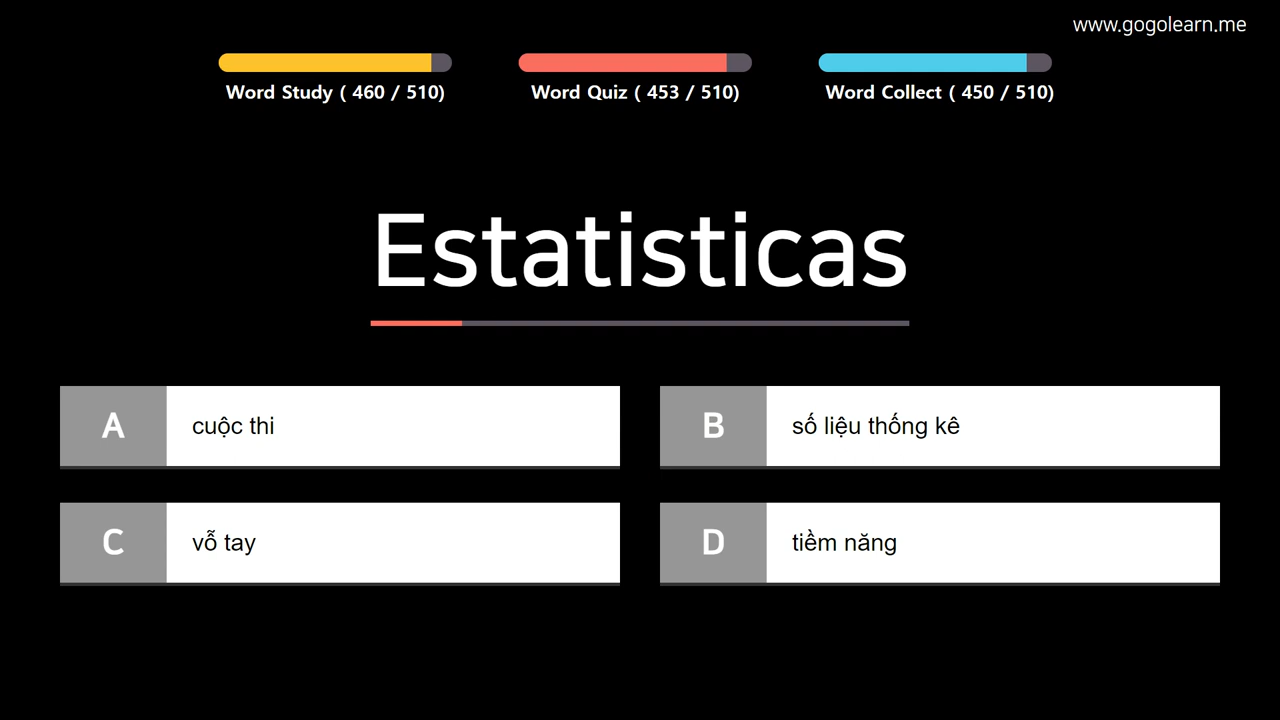 www.gogolearn.me
Word Study ( 460 / 510)
Word Quiz ( 453 / 510)
Word Collect ( 450 / 510)
Estatisticas
A
cuộc thi
B
số liệu thống kê
C
vỗ tay
D
tiềm năng